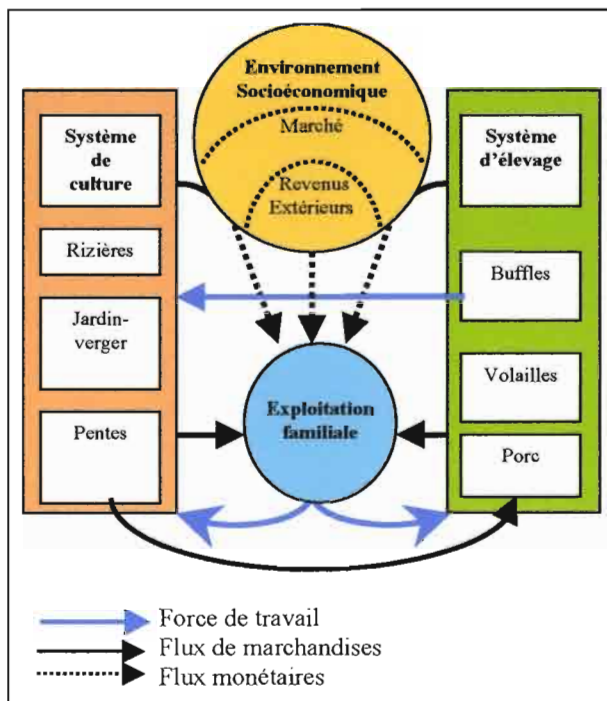 Environnement
Socioéconomique
Marché
Revenus
Extérieurs
Système
de
culture
Rizières
Jardin-
verger
Pentes
Système
d'élevage
Buffles
Volailles
Porc
Exploitation
familiale
Force de travail
Flux de marchandises
Flux monétaires